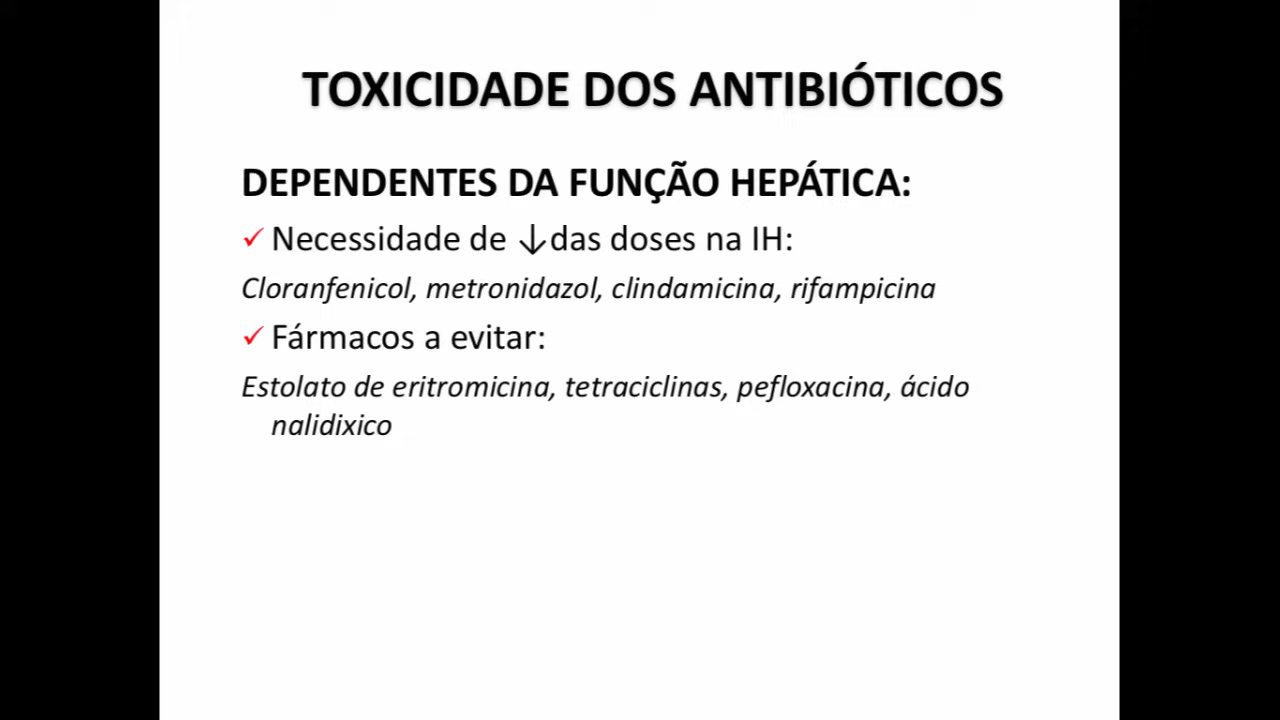 TOXICIDADE DOS ANTIBIÓTICOS
DEPENDENTES DA FUNÇÃO HEPÁTICA:
✓ Necessidade de ↓das doses na IH:
Cloranfenicol, metronidazol, clindamicina, rifampicina
✓ Fármacos a evitar:
Estolato de eritromicina, tetraciclinas, pefloxacina, ácido
nalidixico